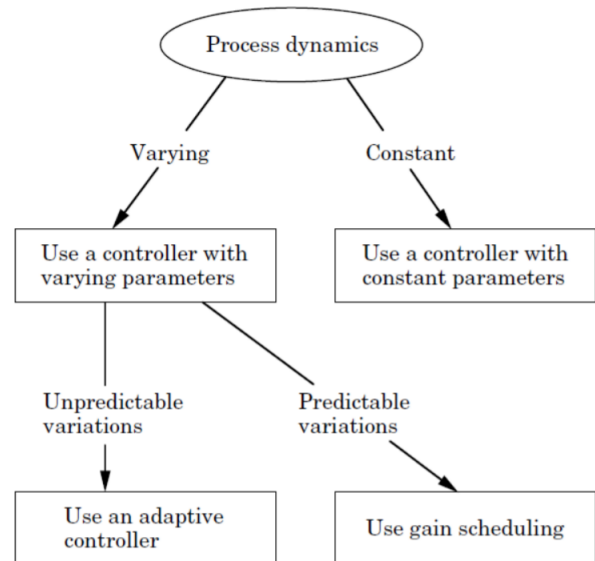 Process dynamics
Varying
Constant
Use a controller with
varying parameters
Use a controller with
constant parameters
Unpredictable
variations
Predictable
variations
Use an adaptive
controller
Use gain scheduling